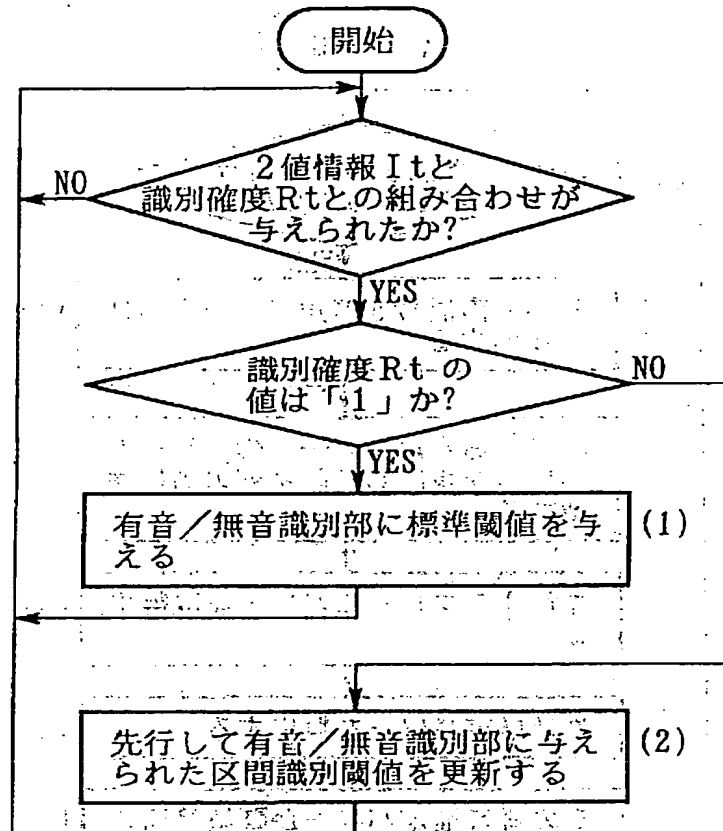 開始
2値情報Itと
識別確度Rtとの組み合わせが
与えられたか?
NO
YES
識別確度Rtの
値は「1」か?
NO
YES
有音／無音識別部に標準閾値を与
える
(1)
先行して有音／無音識別部に与え
られた区間識別閾値を更新する
(2)